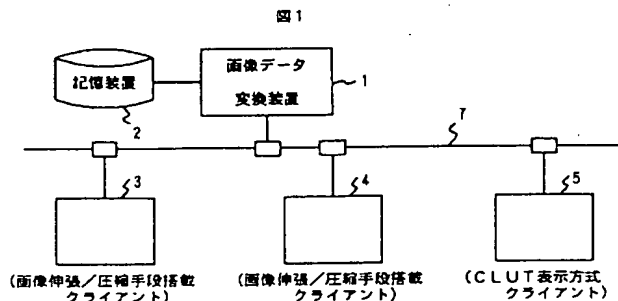 図1
記憶装置
2
画像データ
変換装置
1
7
3
4
5
(画像伸張/圧縮手段搭載
クライアント)
(画像伸張/圧縮手段搭載
クライアント)
(CLUT表示方式
クライアント)